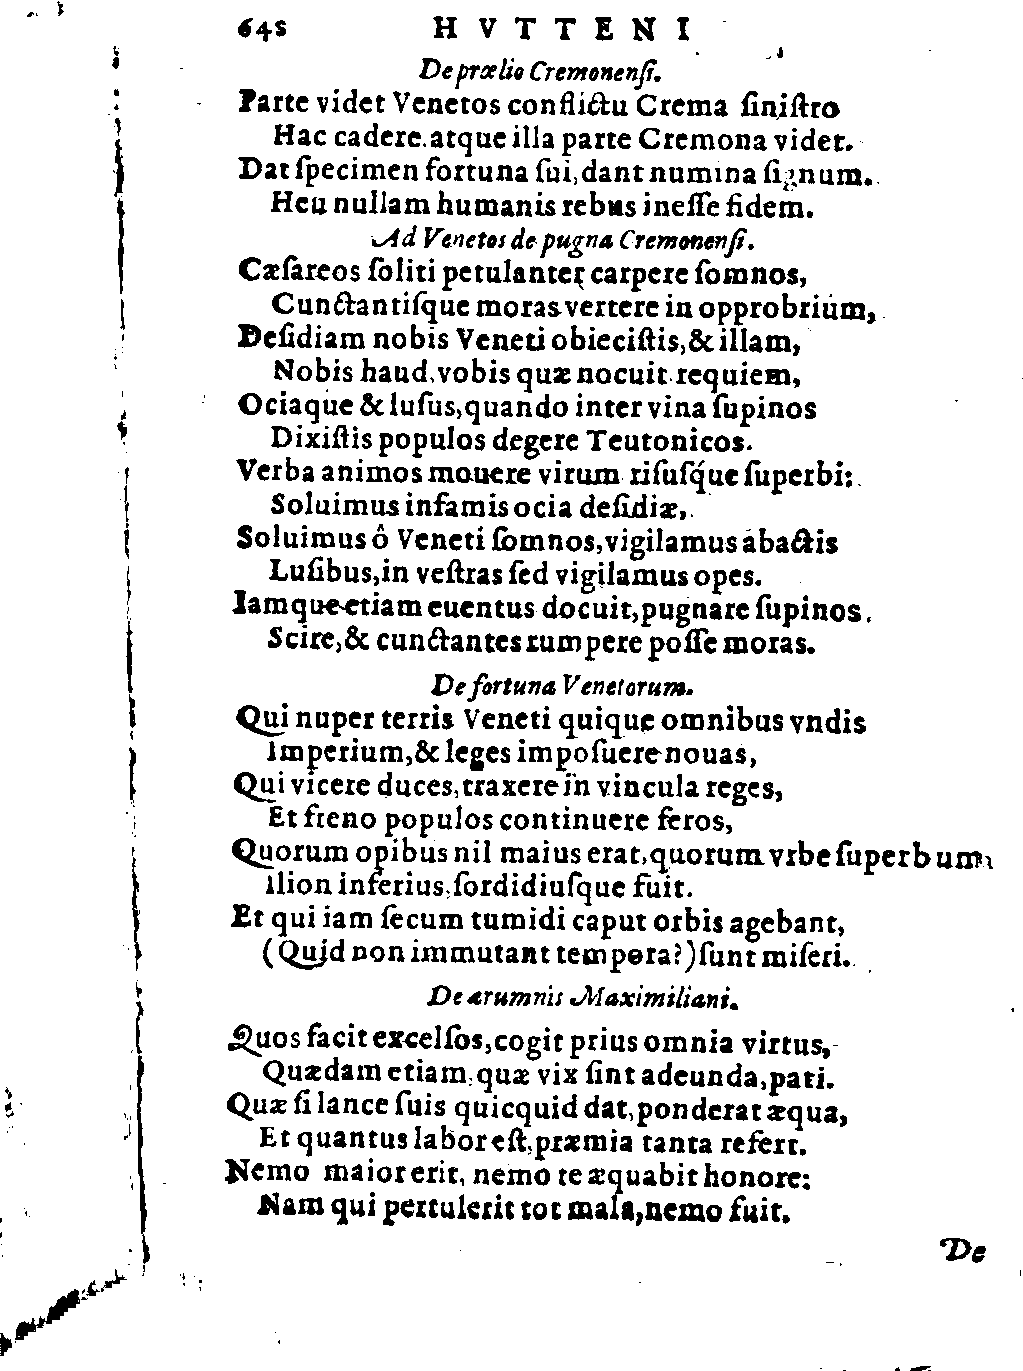 64s HVTTENI
De prælio Cremonenſi.
Parte videt Venetos conflictu Crema ſiniſtro
Hac cadere. atque illa parte Cremona videt.
Dat ſpecimen fortuna ſui, dant numina ſignum.
Heu nullam humanis rebus ineſſe fidem.
Ad Venetos de pugna Cremonenſi.
Cæſareos ſoliti petulanter carpere ſomnos,
Cunctantiſque moras vertere in opprobrium,
Deſidiam nobis Veneti obieciſtis, & illam,
Nobis haud, vobis quæ nocuit requiem,
Ociaque & luſus, quando inter vina ſupinos
Dixiſtis populos degere Teutonicos.
Verba animos mouere virum riſuſq́ue ſuperbi:
Soluimus infamis ocia deſidiæ,
Soluimus ô Veneti ſomnos, vigilamus abactis
Luſibus, in veſtras ſed vigilamus opes.
Iamque etiam euentus docuit, pugnare ſupinos.
Scire, & cunctantes rumpere poſſe moras.
De fortuna Venetorum.
Qui nuper terris Veneti quique omnibus vndis
Imperium, & leges impoſuere nouas,
Qui vicere duces, traxere in vincula reges,
Et freno populos continuere feros,
Quorum opibus nil maius erat, quorum vrbe ſuperbum
Ilion inferius, ſordidiuſque fuit.
Et qui iam ſecum tumidi caput orbis agebant,
(Quid non immutant tempora?) ſunt miſeri.
De ærumnis Maximiliani.
Quos facit excelſos, cogit prius omnia virtus,
Quædam etiam, quæ vix ſint adeunda, pati.
Quæ ſi lance ſuis quicquid dat, ponderat æqua,
Et quantus labor eſt, præmia tanta refert.
Nemo maior erit, nemo te æquabit honore:
Nam qui pertulerit tot mala, nemo fuit.
De